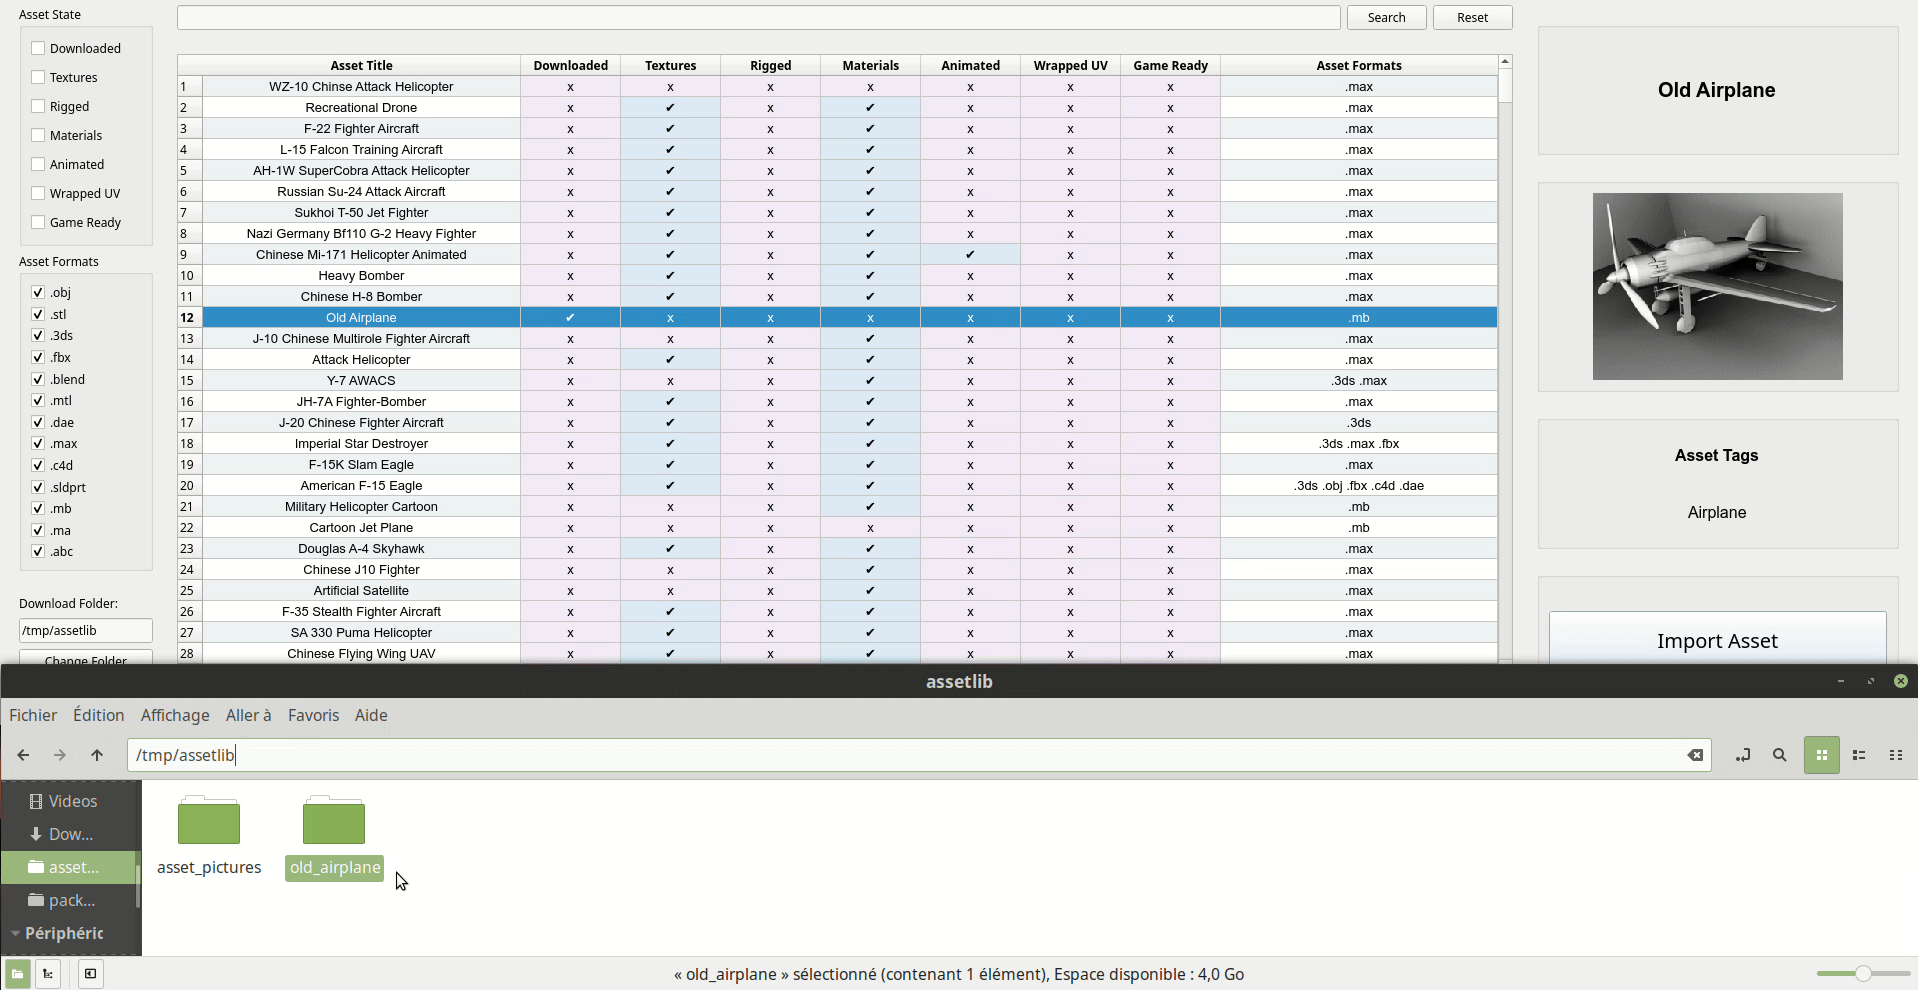 Asset State
Downloaded
Textures
Rigged
Materials
Animated
Wrapped UV
Game Ready
Asset Formats
.obj
.stl
.3ds
.fbx
.blend
.mtl
.dae
.max
.c4d
.sldprt
.mb
.ma
.abc
Download Folder:
/tmp/assetlib
Change Folder
Search Reset
Asset Title Downloaded Textures Rigged Materials Animated Wrapped UV Game Ready Asset Formats
1 WZ-10 Chinse Attack Helicopter x x x x x x x .max
2 Recreational Drone x ✔ x ✔ x x x .max
3 F-22 Fighter Aircraft x ✔ x ✔ x x x .max
4 L-15 Falcon Training Aircraft x ✔ x ✔ x x x .max
5 AH-1W SuperCobra Attack Helicopter x ✔ x ✔ x x x .max
6 Russian Su-24 Attack Aircraft x ✔ x ✔ x x x .max
7 Sukhoi T-50 Jet Fighter x ✔ x ✔ x x x .max
8 Nazi Germany Bf110 G-2 Heavy Fighter x ✔ x ✔ x x x .max
9 Chinese Mi-171 Helicopter Animated x ✔ x ✔ ✔ x x .max
10 Heavy Bomber x ✔ x ✔ x x x .max
11 Chinese H-8 Bomber x ✔ x ✔ x x x .max
12 Old Airplane ✔ x x x x x x .mb
13 J-10 Chinese Multirole Fighter Aircraft x x x ✔ x x x .max
14 Attack Helicopter x ✔ x ✔ x x x .max
15 Y-7 AWACS x x x ✔ x x x .3ds .max
16 JH-7A Fighter-Bomber x ✔ x ✔ x x x .max
17 J-20 Chinese Fighter Aircraft x ✔ x ✔ x x x .3ds
18 Imperial Star Destroyer x ✔ x ✔ x x x .3ds .max .fbx
19 F-15K Slam Eagle x ✔ x ✔ x x x .max
20 American F-15 Eagle x ✔ x ✔ x x x .3ds .obj .fbx .c4d .dae
21 Military Helicopter Cartoon x x x ✔ x x x .mb
22 Cartoon Jet Plane x x x x x x x .mb
23 Douglas A-4 Skyhawk x ✔ x ✔ x x x .max
24 Chinese J10 Fighter x x x ✔ x x x .max
25 Artificial Satellite x x x ✔ x x x .max
26 F-35 Stealth Fighter Aircraft x ✔ x ✔ x x x .max
27 SA 330 Puma Helicopter x ✔ x ✔ x x x .max
28 Chinese Flying Wing UAV x ✔ x ✔ x x x .max
Old Airplane
Asset Tags
Airplane
Import Asset
assetlib
Fichier Édition Affichage Aller à Favoris Aide
/tmp/assetlib
Videos
Dow...
asset...
pack...
Périphéric
asset_pictures old_airplane
« old_airplane » sélectionné (contenant 1 élément), Espace disponible : 4,0 Go